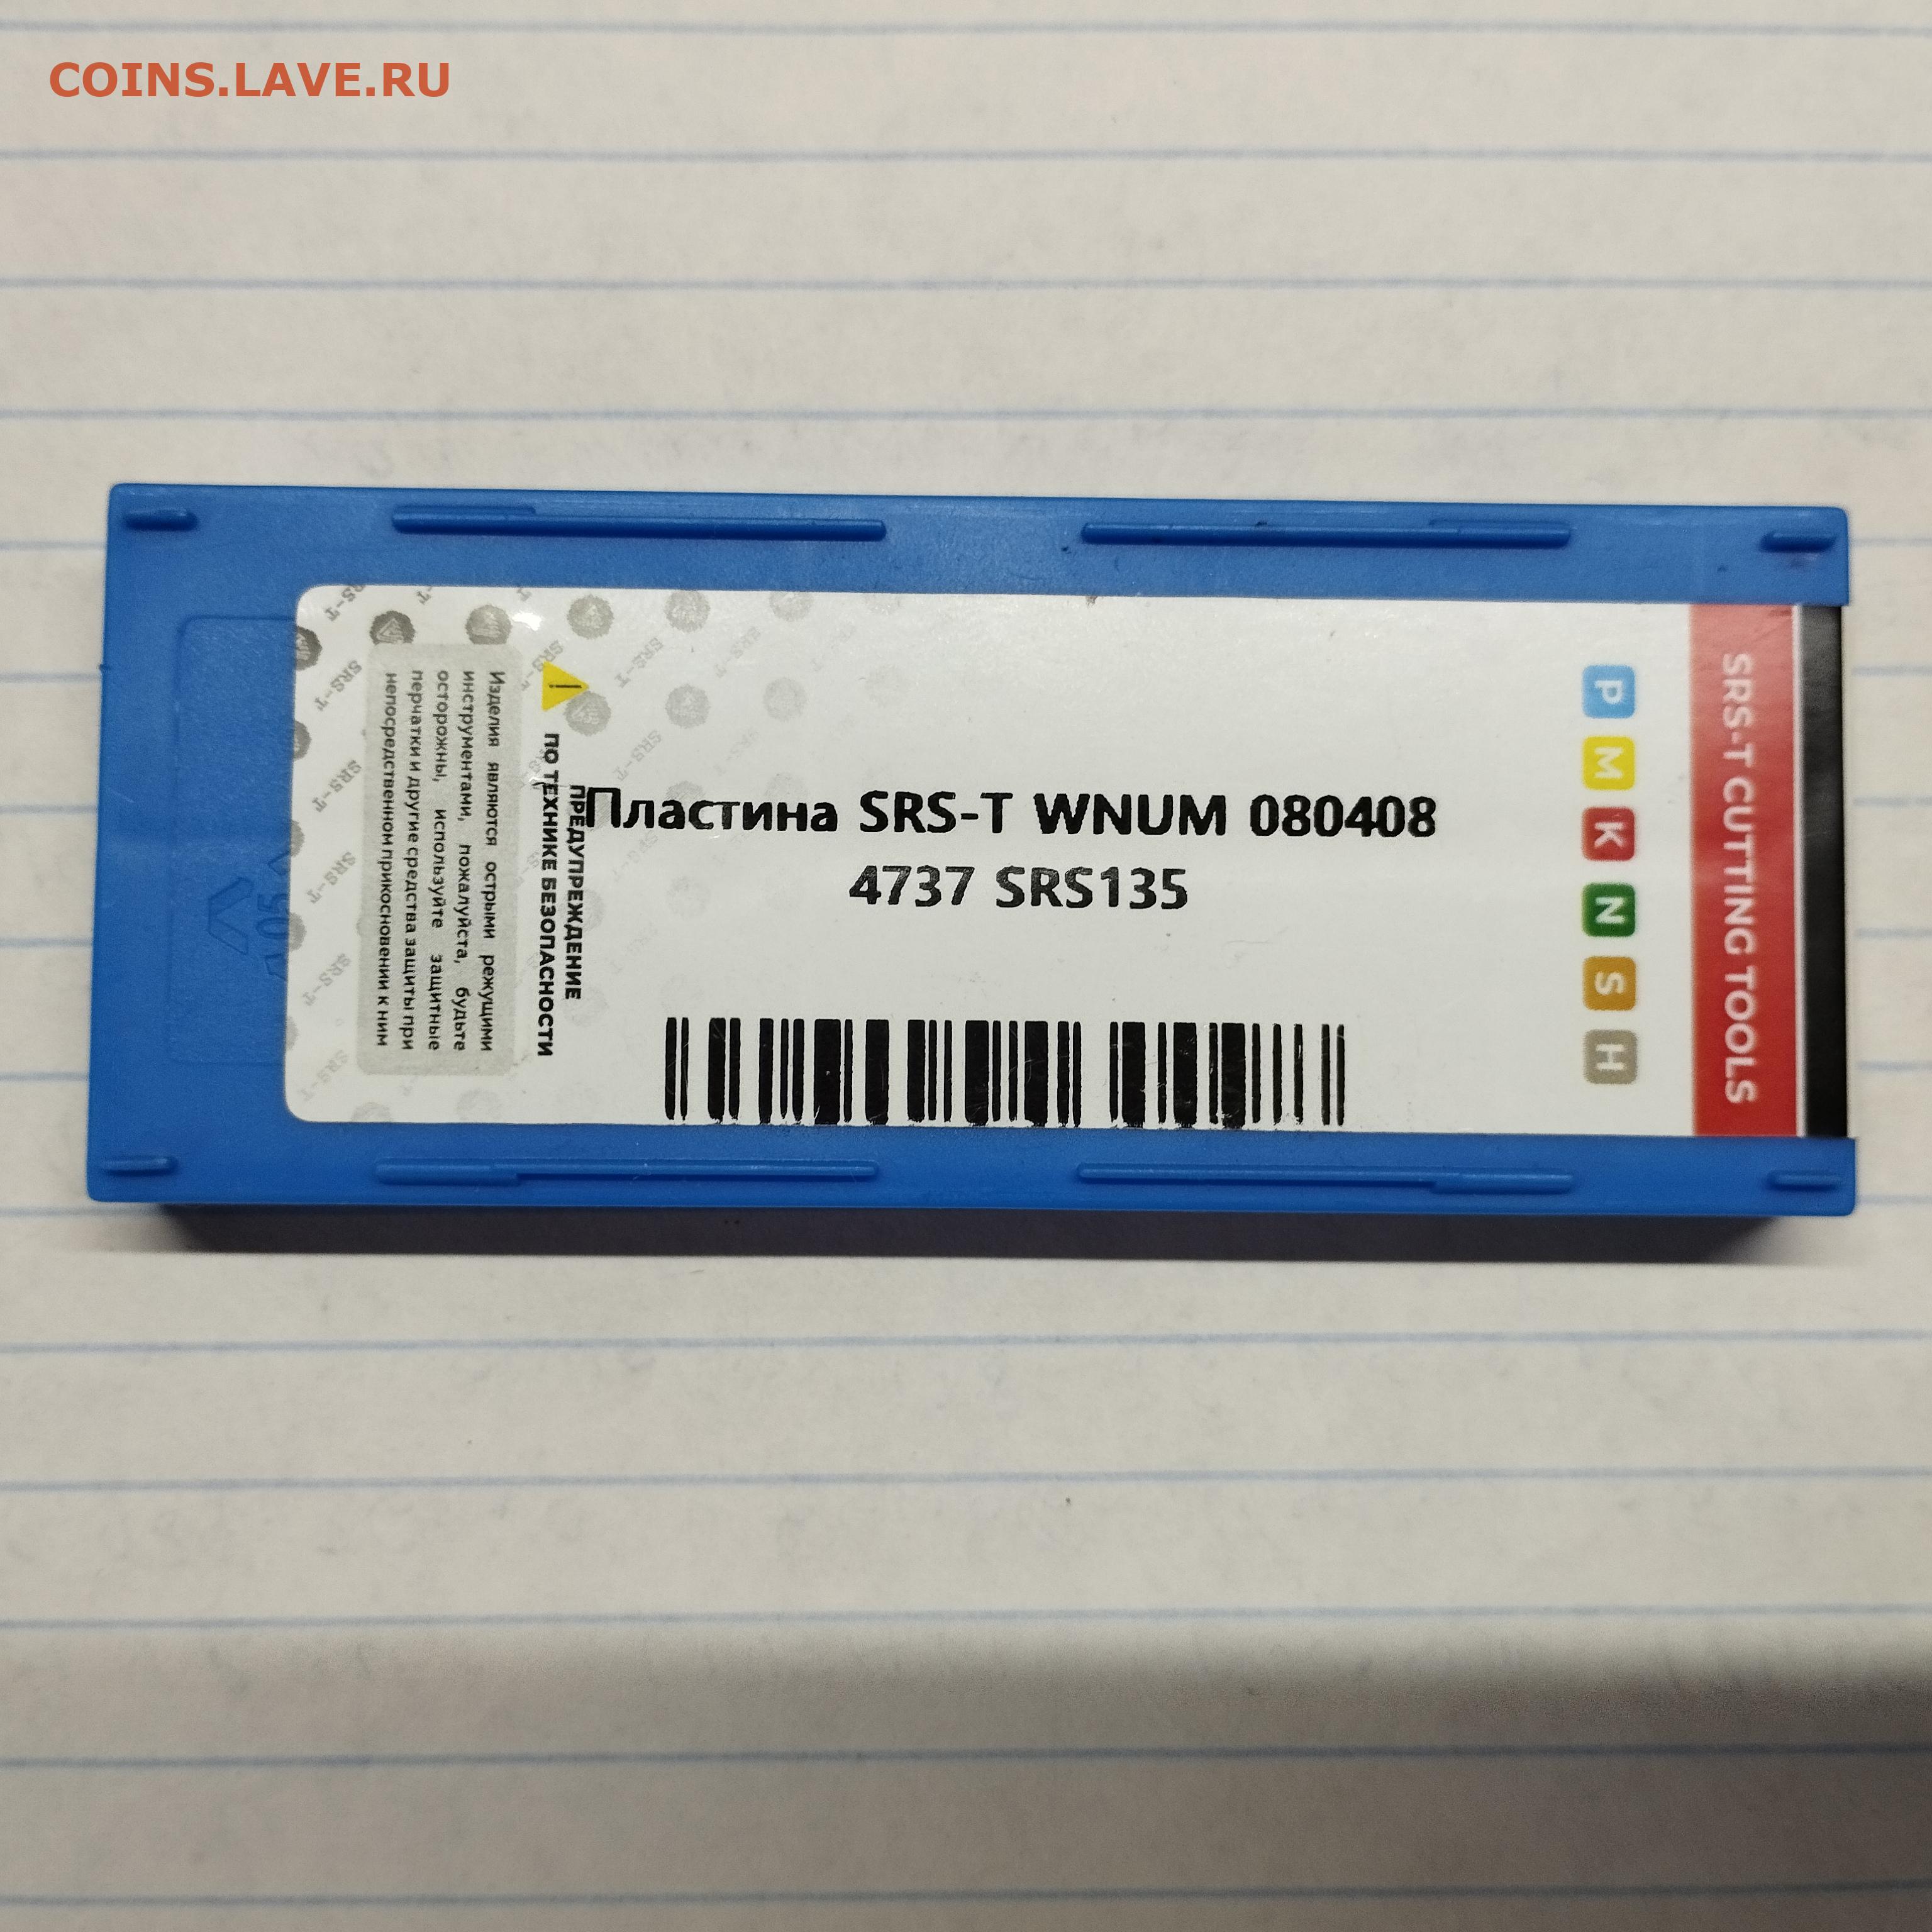 COINS.LAVE.RU
Пластина SRS-T WNUM 080408
4737 SRS135
ПРЕДУПРЕЖДЕНИЕ
ПО ТЕХНИКЕ БЕЗОПАСНОСТИ
Изделия являются острыми режущими
инструментами, пожалуйста, будьте
осторожны, используйте защитные
перчатки и другие средства защиты при
непосредственном прикосновении к ним
P
M
K
N
S
H
SRS-T CUTTING TOOLS